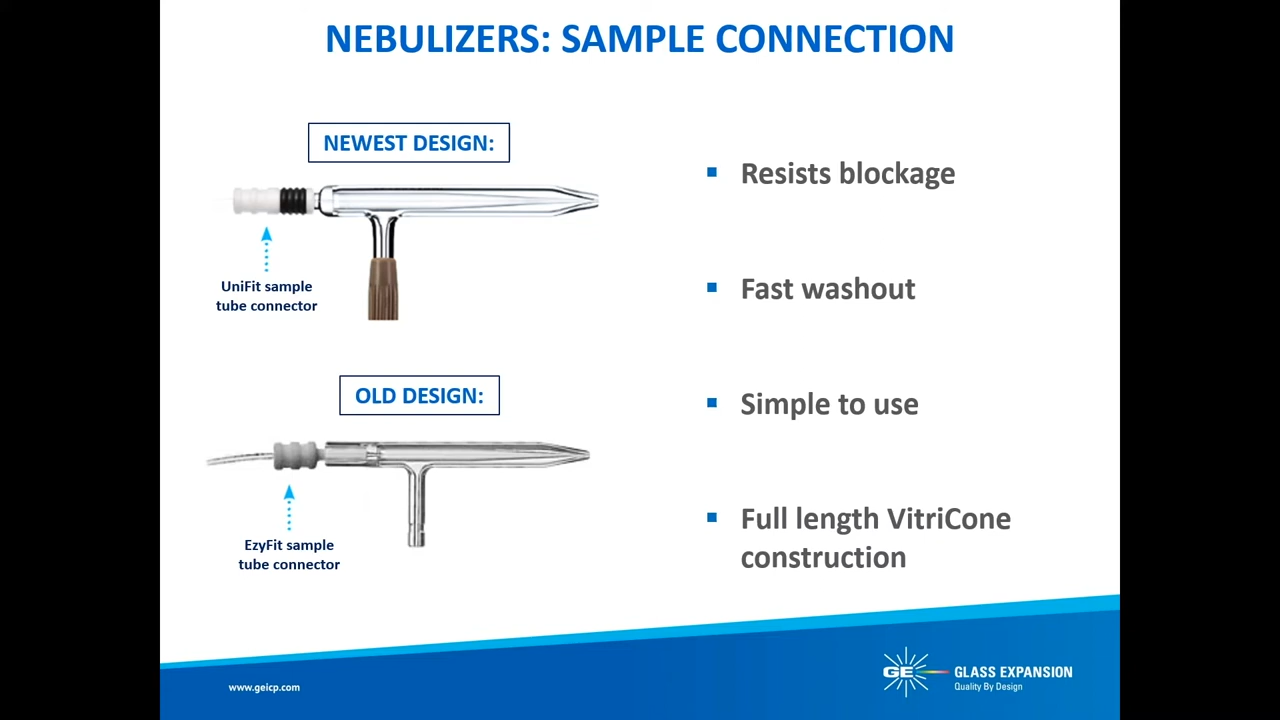 NEBULIZERS: SAMPLE CONNECTION
NEWEST DESIGN:
UniFit sample
tube connector
OLD DESIGN:
EzyFit sample
tube connector
Resists blockage
Fast washout
Simple to use
Full length VitriCone
construction
www.geicp.com
GE
GLASS EXPANSION
Quality By Design